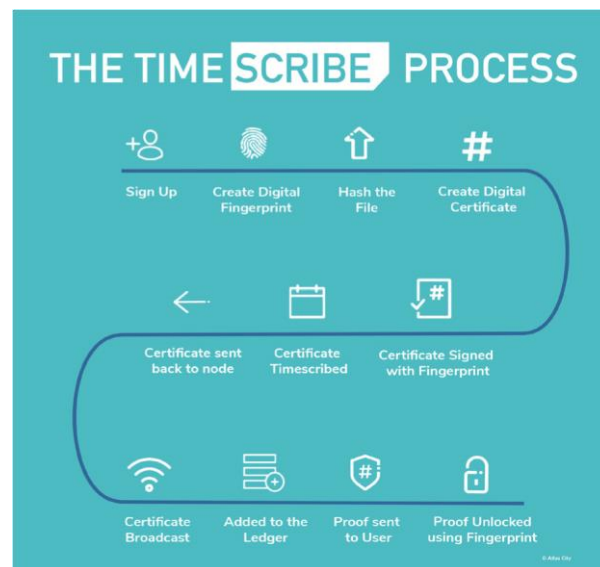 THE TIME SCRIBE PROCESS
Sign Up
Create Digital
Fingerprint
Hash the
File
Create Digital
Certificate
Certificate sent
back to node
Certificate
Timescribed
Certificate Signed
with Fingerprint
Certificate
Broadcast
Added to the
Ledger
Proof sent
to User
Proof Unlocked
using Fingerprint
© Atlas City